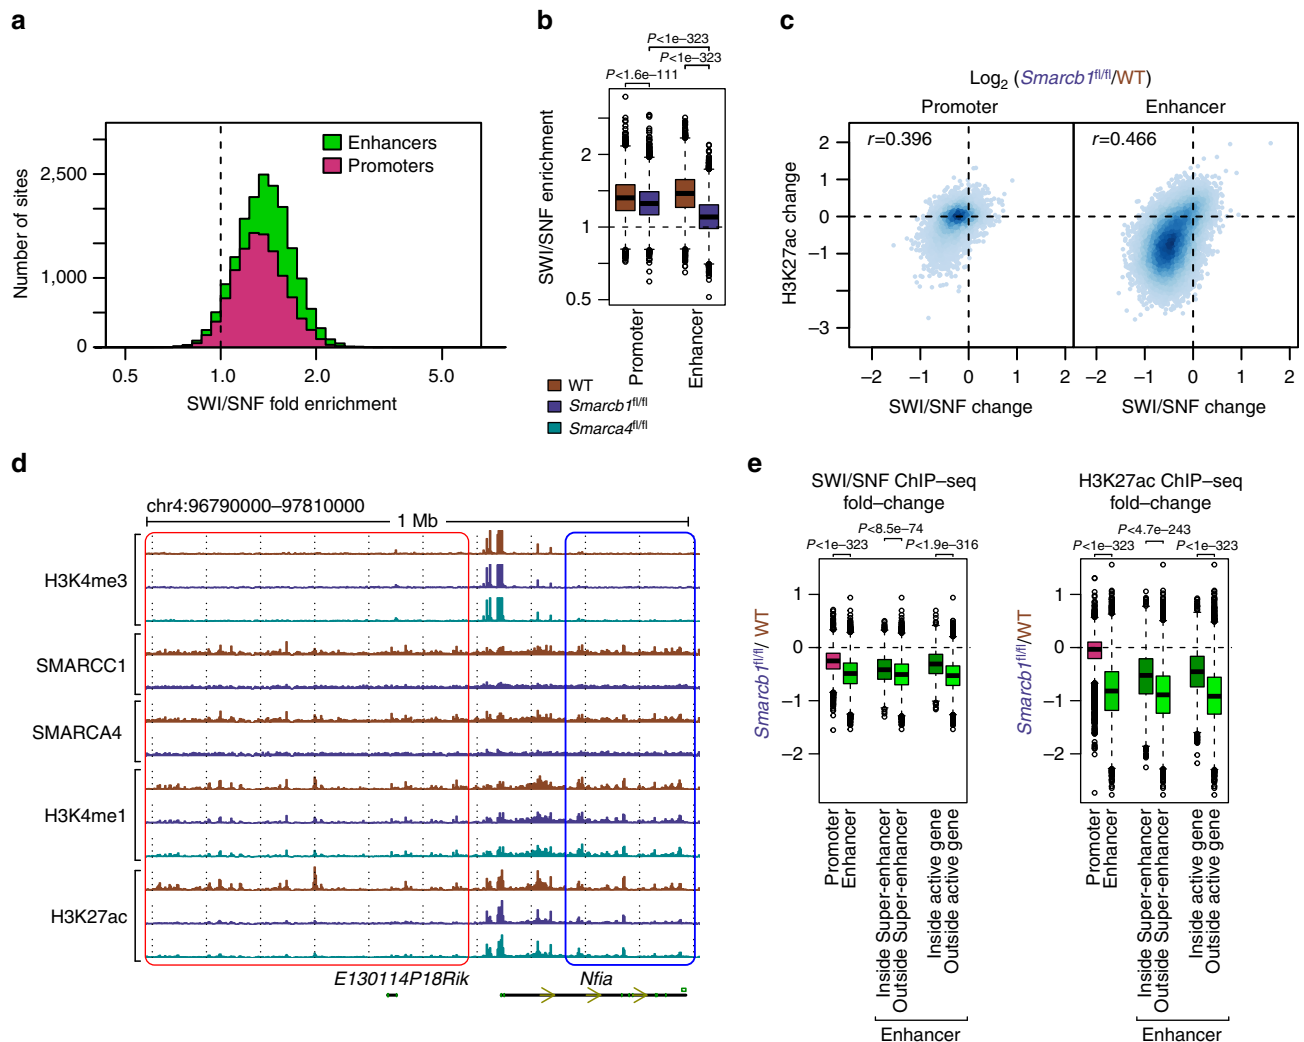 a
Enhancers
Promoters
Number of sites
2,500
1,000
0
0.5 1.0 2.0 5.0
SWI/SNF fold enrichment
b
P<1e–323
P<1e–323
P<1.6e–111
SWI/SNF enrichment
2
1
0.5
Promoter
Enhancer
WT
Smarcb1fl/fl
Smarca4fl/fl
c
Log2 (Smarcb1fl/fl/WT)
Promoter Enhancer
r=0.396 r=0.466
H3K27ac change
2
1
0
–1
–3
–2 –1 0 1 2 –2 –1 0 1 2
SWI/SNF change SWI/SNF change
d
chr4:96790000–97810000
1 Mb
H3K4me3
SMARCC1
SMARCA4
H3K4me1
H3K27ac
E130114P18Rik Nfia
e
SWI/SNF ChIP–seq
fold–change
P<8.5e–74
P<1e–323 P<1.9e–316
Smarcb1fl/fl/ WT
1
0
–1
–2
Promoter
Enhancer
Inside Super-enhancer
Outside Super-enhancer
Inside active gene
Outside active gene
Enhancer
H3K27ac ChIP–seq
fold–change
P<4.7e–243
P<1e–323 P<1e–323
Smarcb1fl/fl/WT
1
0
–1
–2
Promoter
Enhancer
Inside Super-enhancer
Outside Super-enhancer
Inside active gene
Outside active gene
Enhancer